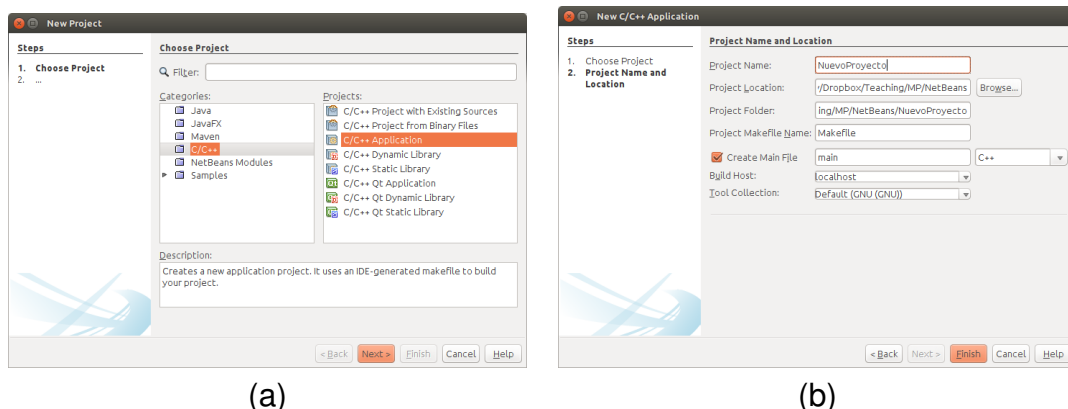 New Project
Steps
1. Choose Project
2. ...
Choose Project
Filter:
Categories:
Java
JavaFX
Maven
C/C++
NetBeans Modules
Samples
Projects:
C/C++ Project with Existing Sources
C/C++ Project from Binary Files
C/C++ Application
C/C++ Dynamic Library
C/C++ Static Library
C/C++ Qt Application
C/C++ Qt Dynamic Library
C/C++ Qt Static Library
Description:
Creates a new application project. It uses an IDE-generated makefile to build
your project.
< Back Next > Finish Cancel Help
(a)
New C/C++ Application
Steps
1. Choose Project
2. Project Name and
Location
Project Name and Location
Project Name: NuevoProyecto
Project Location: /Dropbox/Teaching/MP/NetBeans Browse...
Project Folder: ing/MP/NetBeans/NuevoProyecto
Project Makefile Name: Makefile
Create Main File main C++
Build Host: localhost
Tool Collection: Default (GNU (GNU))
< Back Next > Finish Cancel Help
(b)